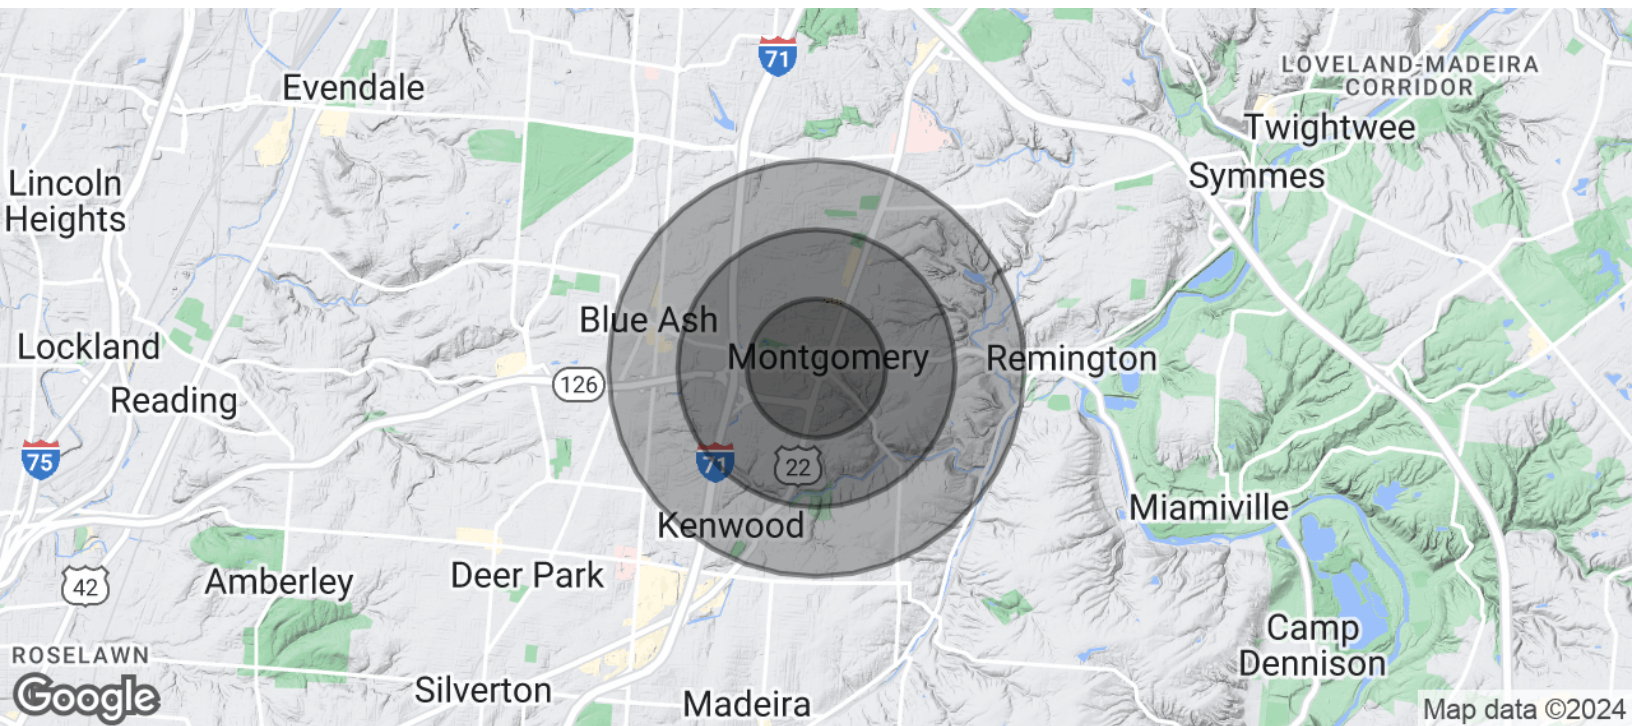 71
Evendale
LOVELAND-MADEIRA
CORRIDOR
Twightwee
Symmes
Lincoln
Heights
Blue Ash
Lockland
Montgomery
Remington
126
Reading
75
71
22
Miamiville
Kenwood
42
Amberley
Deer Park
Camp
Dennison
ROSELAWN
Google
Silverton
Madeira
Map data ©2024